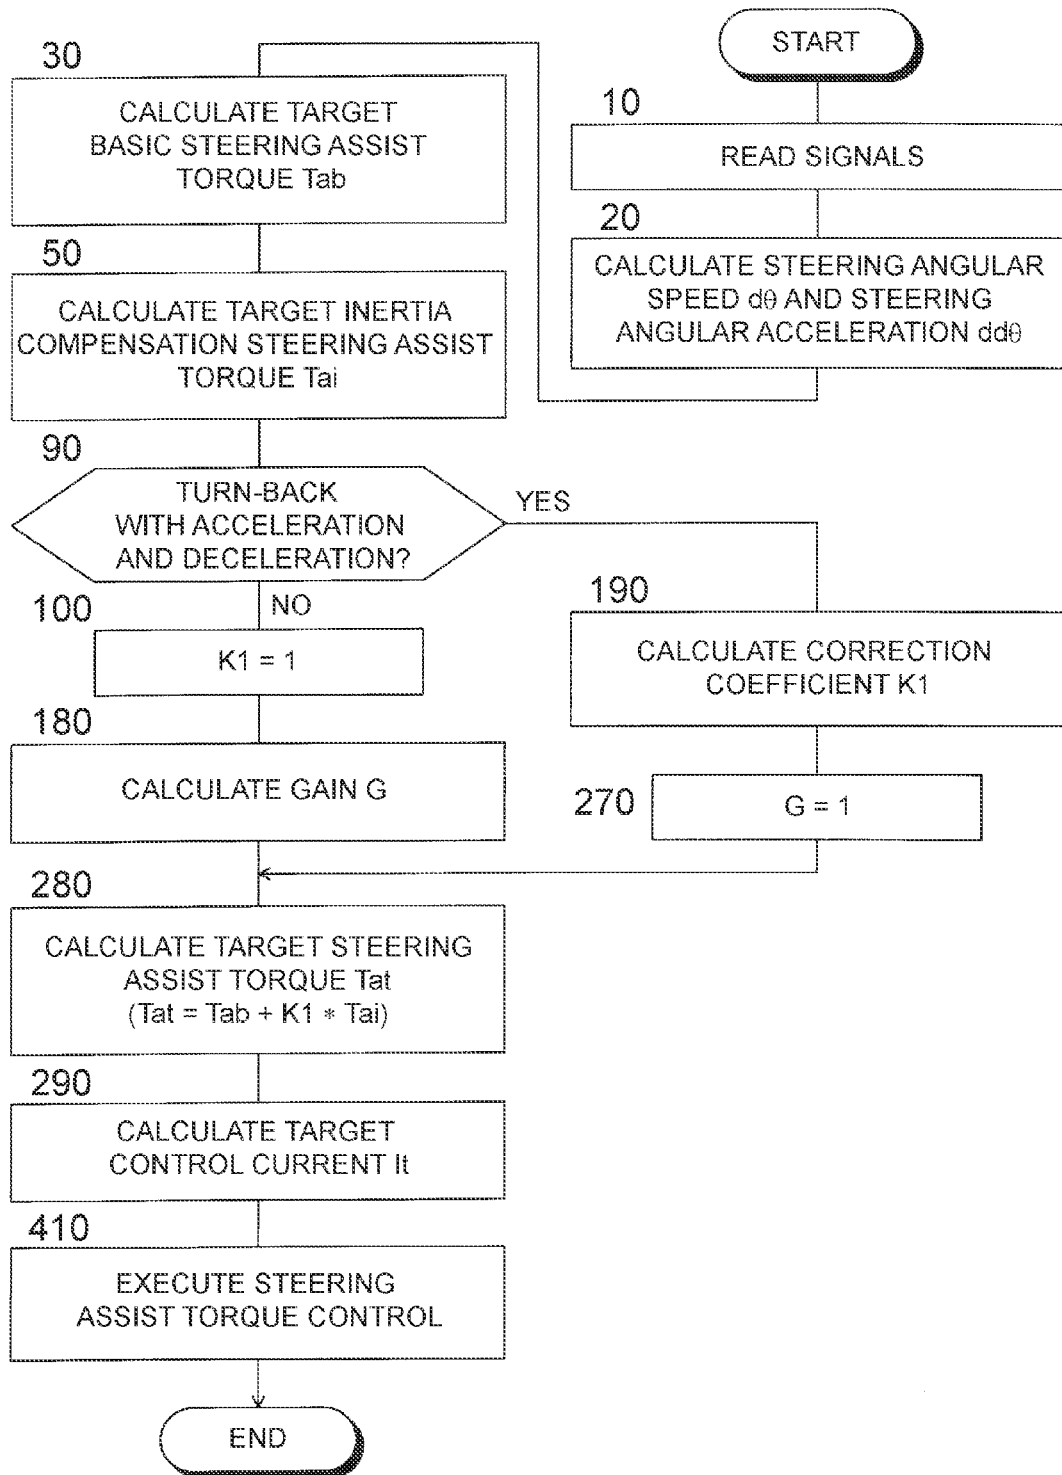 START
10
READ SIGNALS
20
CALCULATE STEERING ANGULAR
SPEED dθ AND STEERING
ANGULAR ACCELERATION ddθ
30
CALCULATE TARGET
BASIC STEERING ASSIST
TORQUE Tab
50
CALCULATE TARGET INERTIA
COMPENSATION STEERING ASSIST
TORQUE Tai
90
TURN-BACK
WITH ACCELERATION
AND DECELERATION?
YES
NO
100
K1 = 1
180
CALCULATE GAIN G
190
CALCULATE CORRECTION
COEFFICIENT K1
270
G = 1
280
CALCULATE TARGET STEERING
ASSIST TORQUE Tat
(Tat = Tab + K1 * Tai)
290
CALCULATE TARGET
CONTROL CURRENT It
410
EXECUTE STEERING
ASSIST TORQUE CONTROL
END